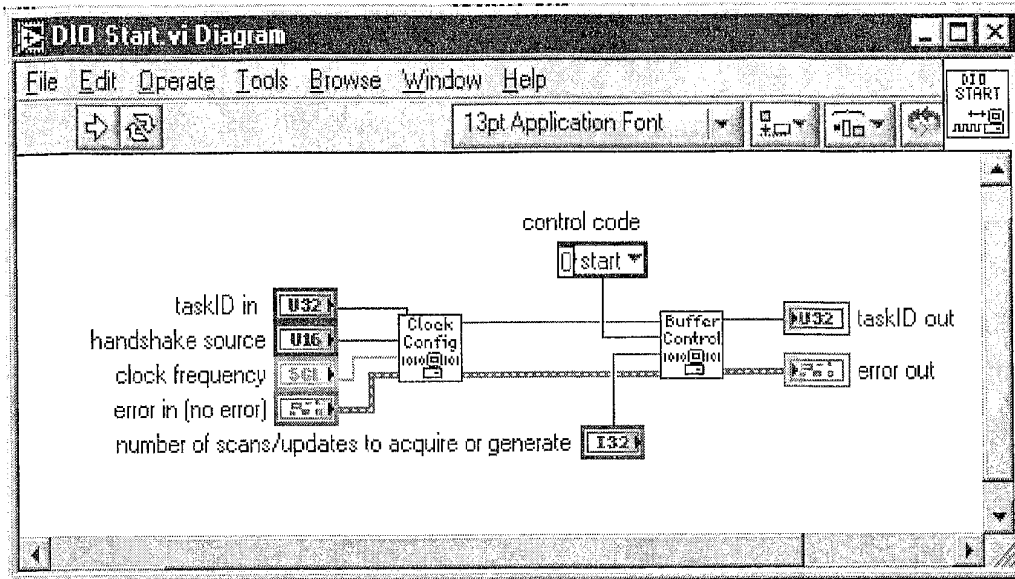 DIO Start.vi Diagram
File Edit Operate Tools Browse Window Help
DIO START
13pt Application Font
control code
0 start
taskID in U32
handshake source U16
clock frequency SGL
error in (no error)
number of scans/updates to acquire or generate I32
Clock Config
Buffer Control
U32 taskID out
error out